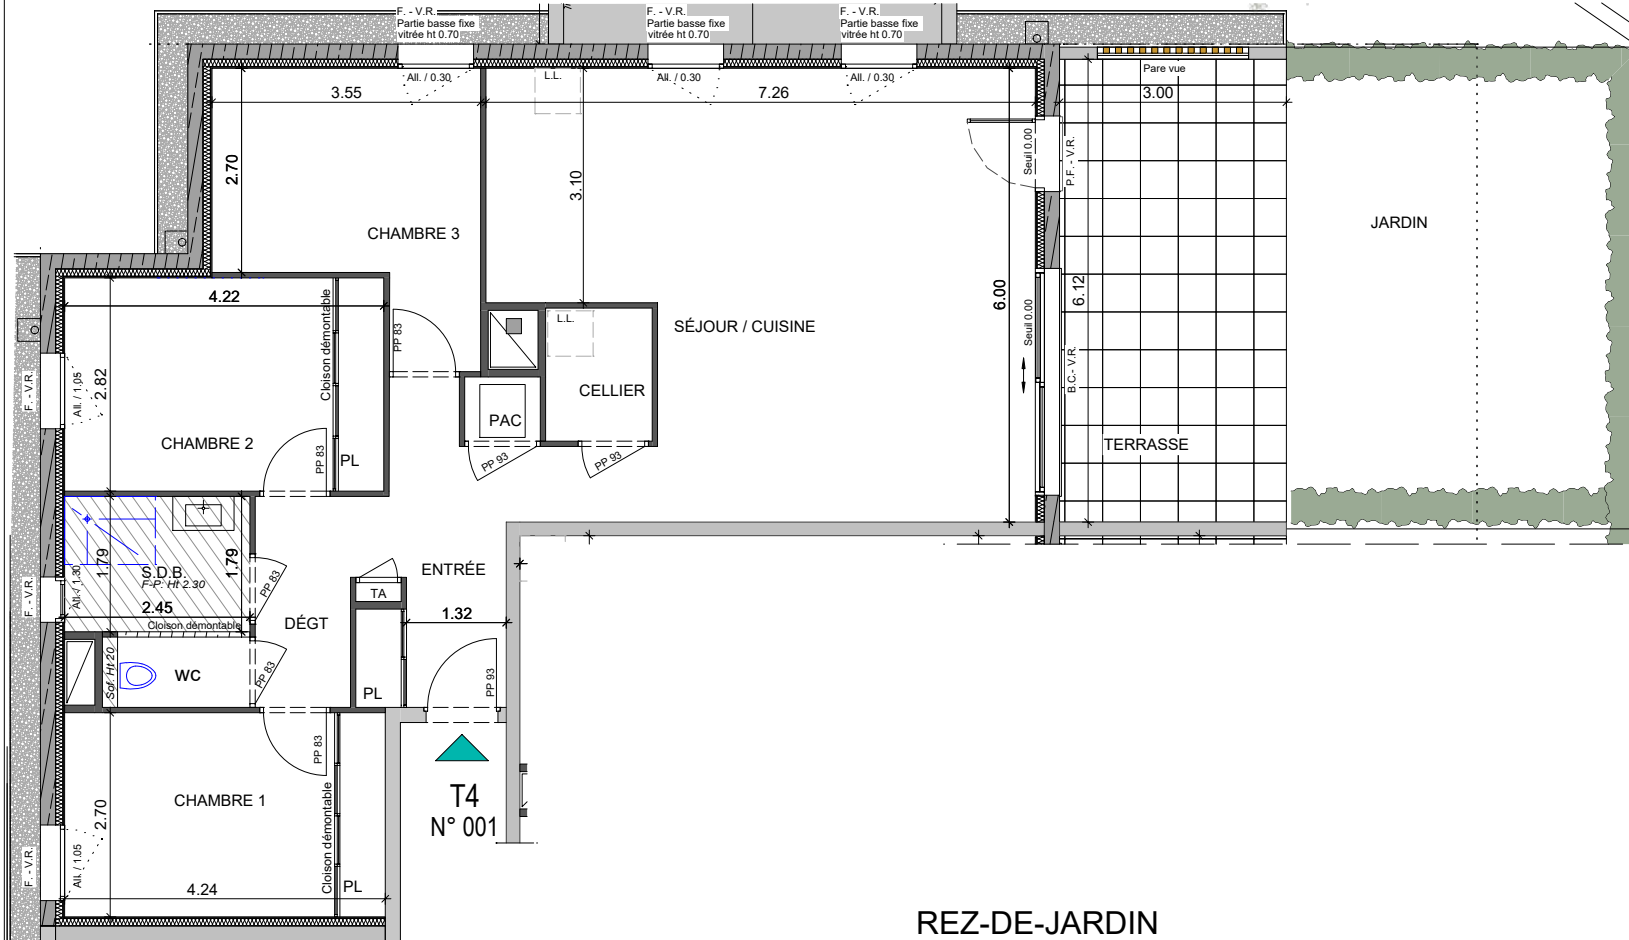 F. - V.R.
Partie basse fixe
vitrée ht 0.70
F. - V.R.
Partie basse fixe
vitrée ht 0.70
F. - V.R.
Partie basse fixe
vitrée ht 0.70
All. / 0.30
L.L.
All. / 0.30
All. / 0.30
Pare vue
3.55
7.26
3.00
2.70
3.10
Seuil 0.00
P.F. - V.R.
CHAMBRE 3
JARDIN
4.22
Cloison démontable
PP 83
L.L.
SÉJOUR / CUISINE
6.00
Seuil 0.00
6.12
B.C.- V.R.
F. - V.R.
All. / 1.05
2.82
CELLIER
PAC
CHAMBRE 2
PP 83
PL
PP 93
PP 93
TERRASSE
1.79
1.79
S.D.B.
F-P. Ht 2.30
F. - V.R.
All. / 1.30
2.45
Cloison démontable
PP 83
ENTRÉE
TA
DÉGT
1.32
Sof. Ht 20
WC
PP 83
PL
PP 93
PP 83
CHAMBRE 1
2.70
Cloison démontable
T4
N° 001
F. - V.R.
All. / 1.05
4.24
PL
REZ-DE-JARDIN